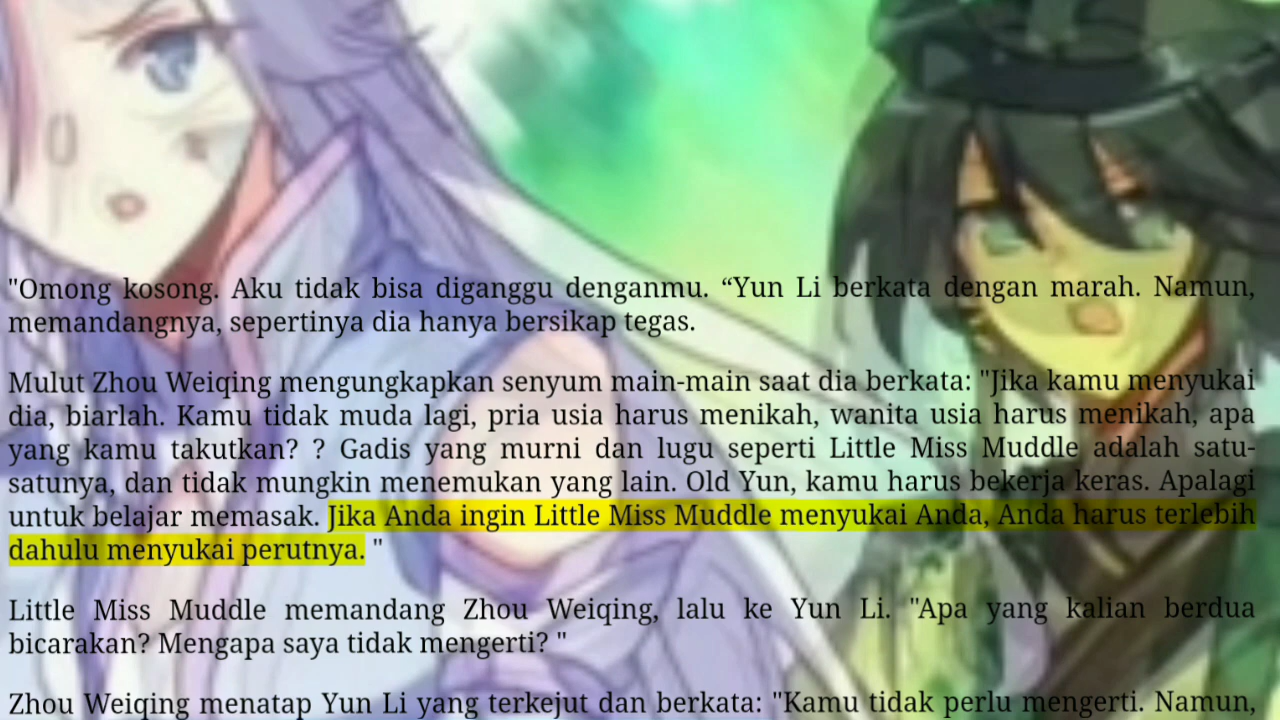 "Omong kosong. Aku tidak bisa diganggu denganmu. “Yun Li berkata dengan marah. Namun,
memandangnya, sepertinya dia hanya bersikap tegas.
Mulut Zhou Weiqing mengungkapkan senyum main-main saat dia berkata: "Jika kamu menyukai
dia, biarlah. Kamu tidak muda lagi, pria usia harus menikah, wanita usia harus menikah, apa
yang kamu takutkan? ? Gadis yang murni dan lugu seperti Little Miss Muddle adalah satu-
satunya, dan tidak mungkin menemukan yang lain. Old Yun, kamu harus bekerja keras. Apalagi
untuk belajar memasak. Jika Anda ingin Little Miss Muddle menyukai Anda, Anda harus terlebih
dahulu menyukai perutnya. "
Little Miss Muddle memandang Zhou Weiqing, lalu ke Yun Li. "Apa yang kalian berdua
bicarakan? Mengapa saya tidak mengerti? "
Zhou Weiqing menatap Yun Li yang terkejut dan berkata: "Kamu tidak perlu mengerti. Namun,